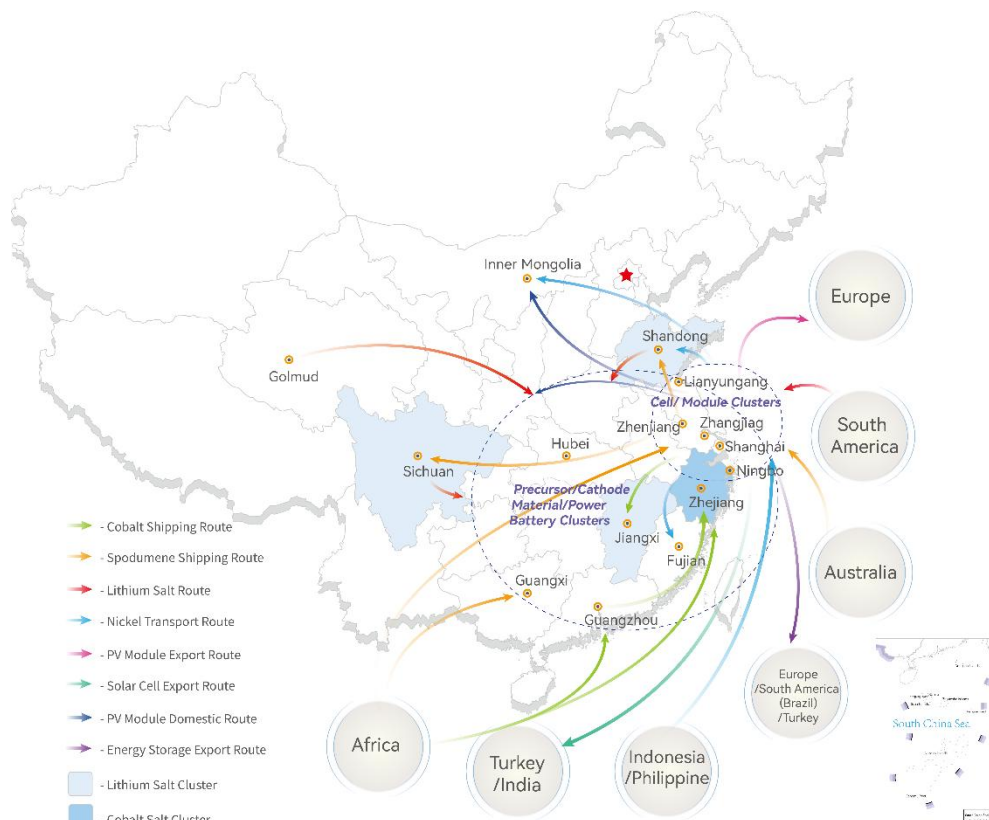 Inner Mongolia
Shandong
Europe
Golmud
Lianyungang
Cell/ Module Clusters
Zhenjiang
Zhangjiag
South
America
Hubei
Shanghai
Sichuan
Ningbo
Precursor/Cathode
Material/Power
Battery Clusters
Zhejiang
Jiangxi
Fujian
Australia
Guangxi
Guangzhou
- Cobalt Shipping Route
- Spodumene Shipping Route
- Lithium Salt Route
- Nickel Transport Route
- PV Module Export Route
- Solar Cell Export Route
- PV Module Domestic Route
- Energy Storage Export Route
- Lithium Salt Cluster
- Cobalt Salt Cluster
Africa
Turkey
/India
Indonesia
/Philippine
Europe
/South America
(Brazil)
/Turkey
South China Sea